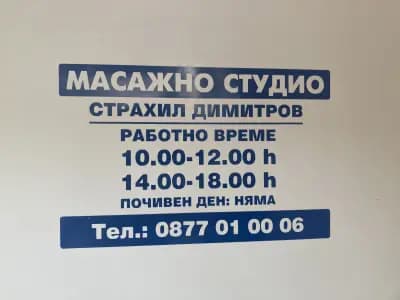 МАСАЖНО СТУДИО
СТРАХИЛ ДИМИТРОВ
РАБОТНО ВРЕМЕ
10.00-12.00 h
14.00-18.00 h
ПОЧИВЕН ДЕН: НЯМА
Тел.: 0877 01 00 06